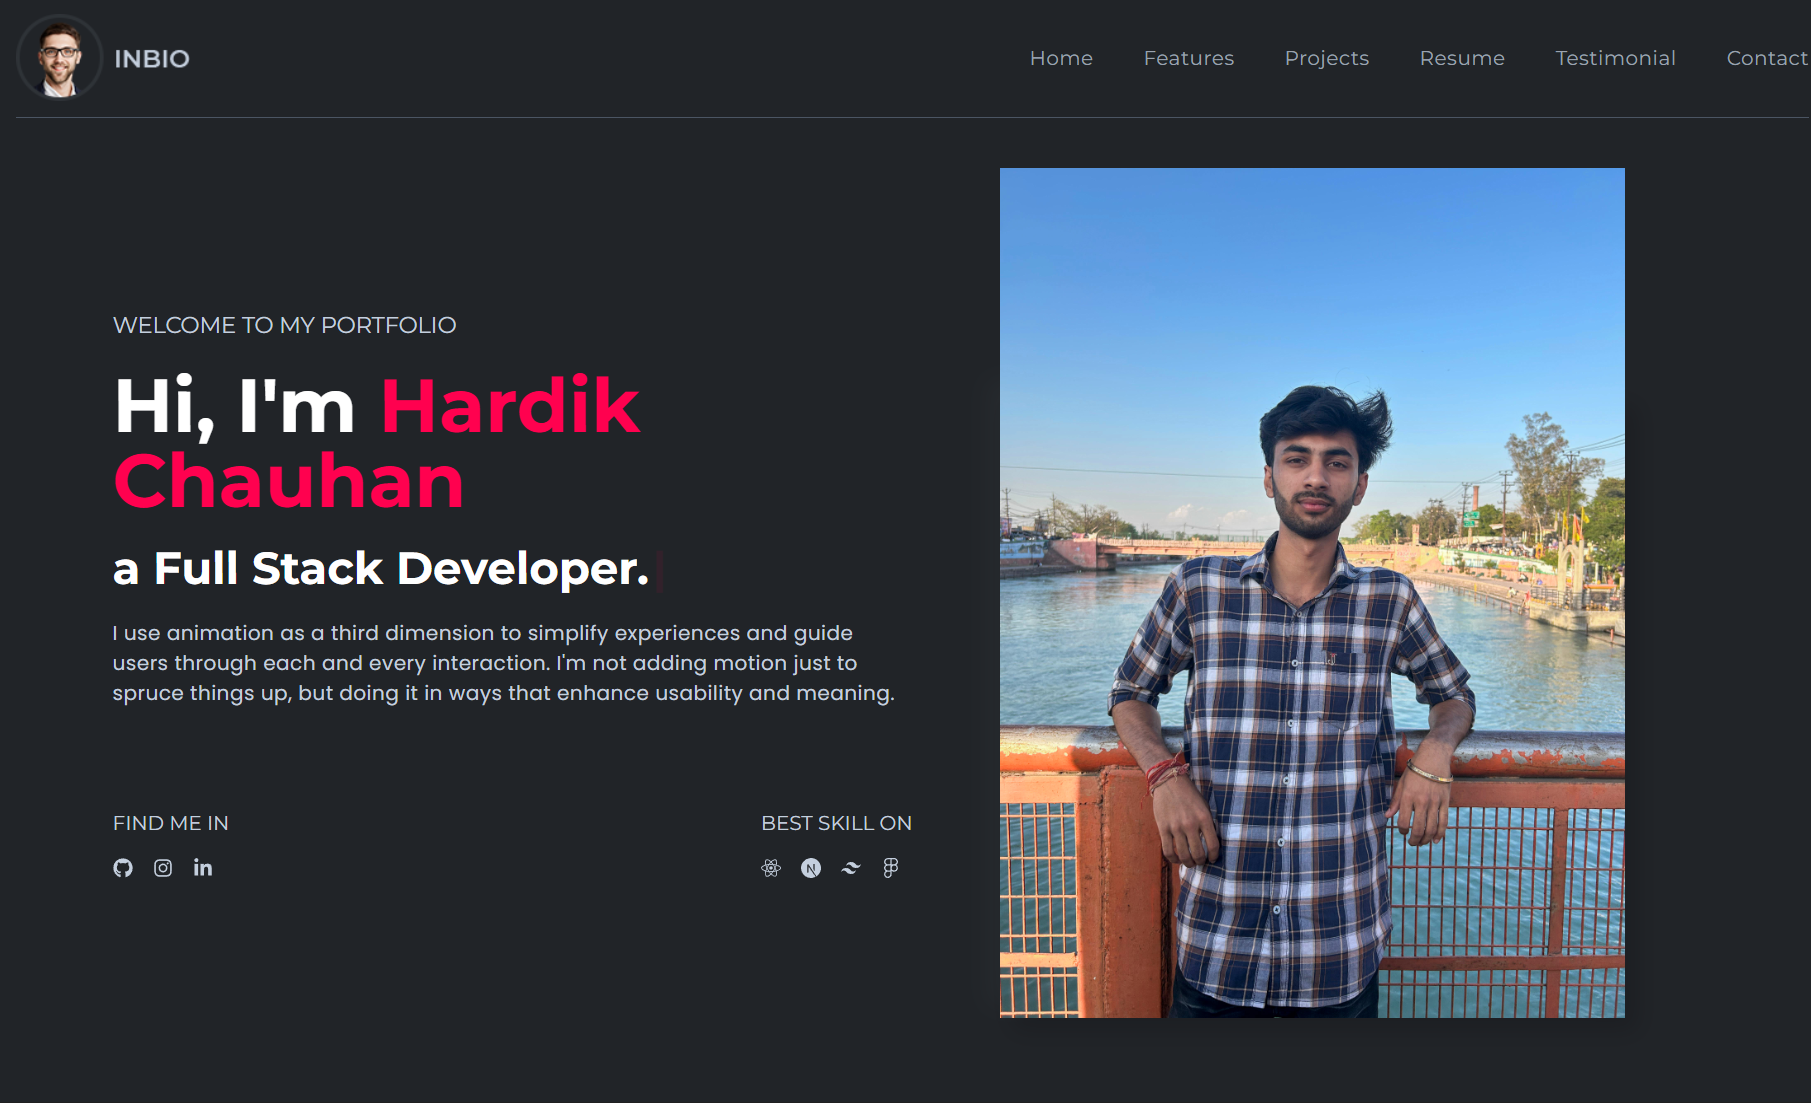 INBIO
Home Features Projects Resume Testimonial Contact
WELCOME TO MY PORTFOLIO
Hi, I'm Hardik
Chauhan
a Full Stack Developer.
I use animation as a third dimension to simplify experiences and guide
users through each and every interaction. I'm not adding motion just to
spruce things up, but doing it in ways that enhance usability and meaning.
FIND ME IN
BEST SKILL ON